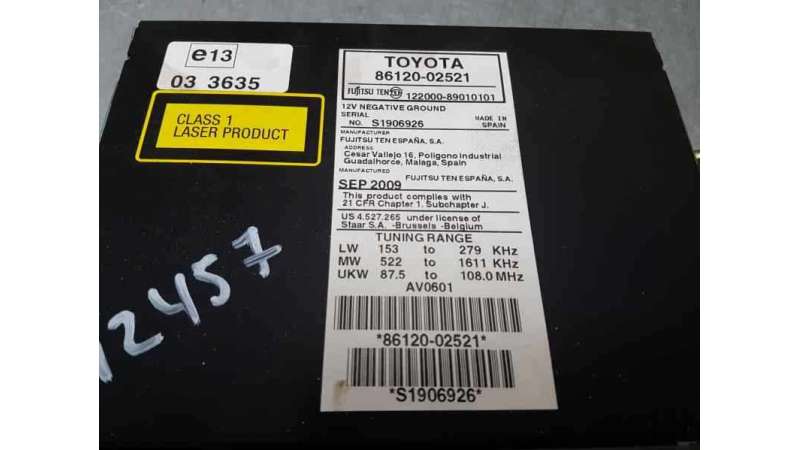 e13
03 3635
CLASS 1
LASER PRODUCT
12457
TOYOTA
86120-02521
FUJITSU TEN 122000-89010101
12V NEGATIVE GROUND
SERIAL
NO. S1906926
MADE IN
SPAIN
MANUFACTURER
FUJITSU TEN ESPAÑA, S.A.
ADDRESS
Cesar Vallejo 16, Poligono Industrial
Guadalhorce, Malaga, Spain
MANUFACTURED
FUJITSU TEN ESPAÑA, S.A.
SEP 2009
This product complies with
21 CFR Chapter 1. Subchapter J.
US 4.527.265 under license of
Staar S.A. -Brussels -Belgium
TUNING RANGE
LW 153 to 279 KHz
MW 522 to 1611 KHz
UKW 87.5 to 108.0 MHz
AV0601
*86120-02521*
*S1906926*